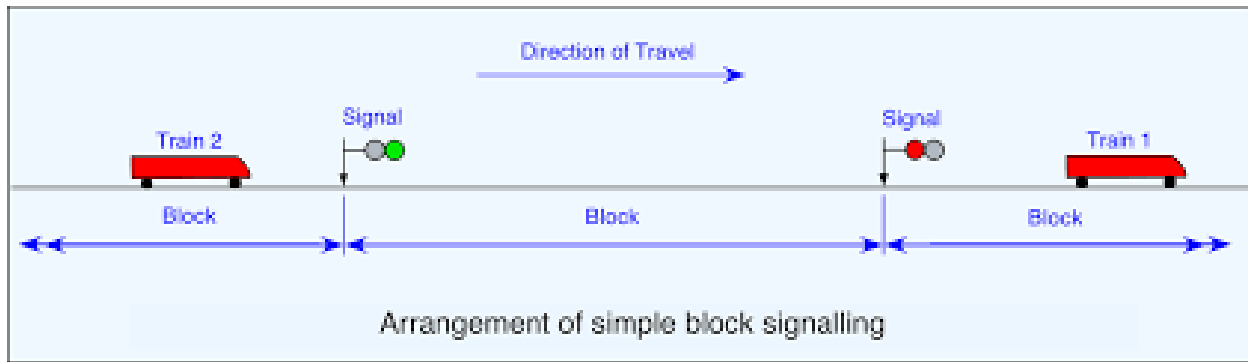 Direction of Travel
Signal
Signal
Train 2
Train 1
Block
Block
Block
Arrangement of simple block signalling